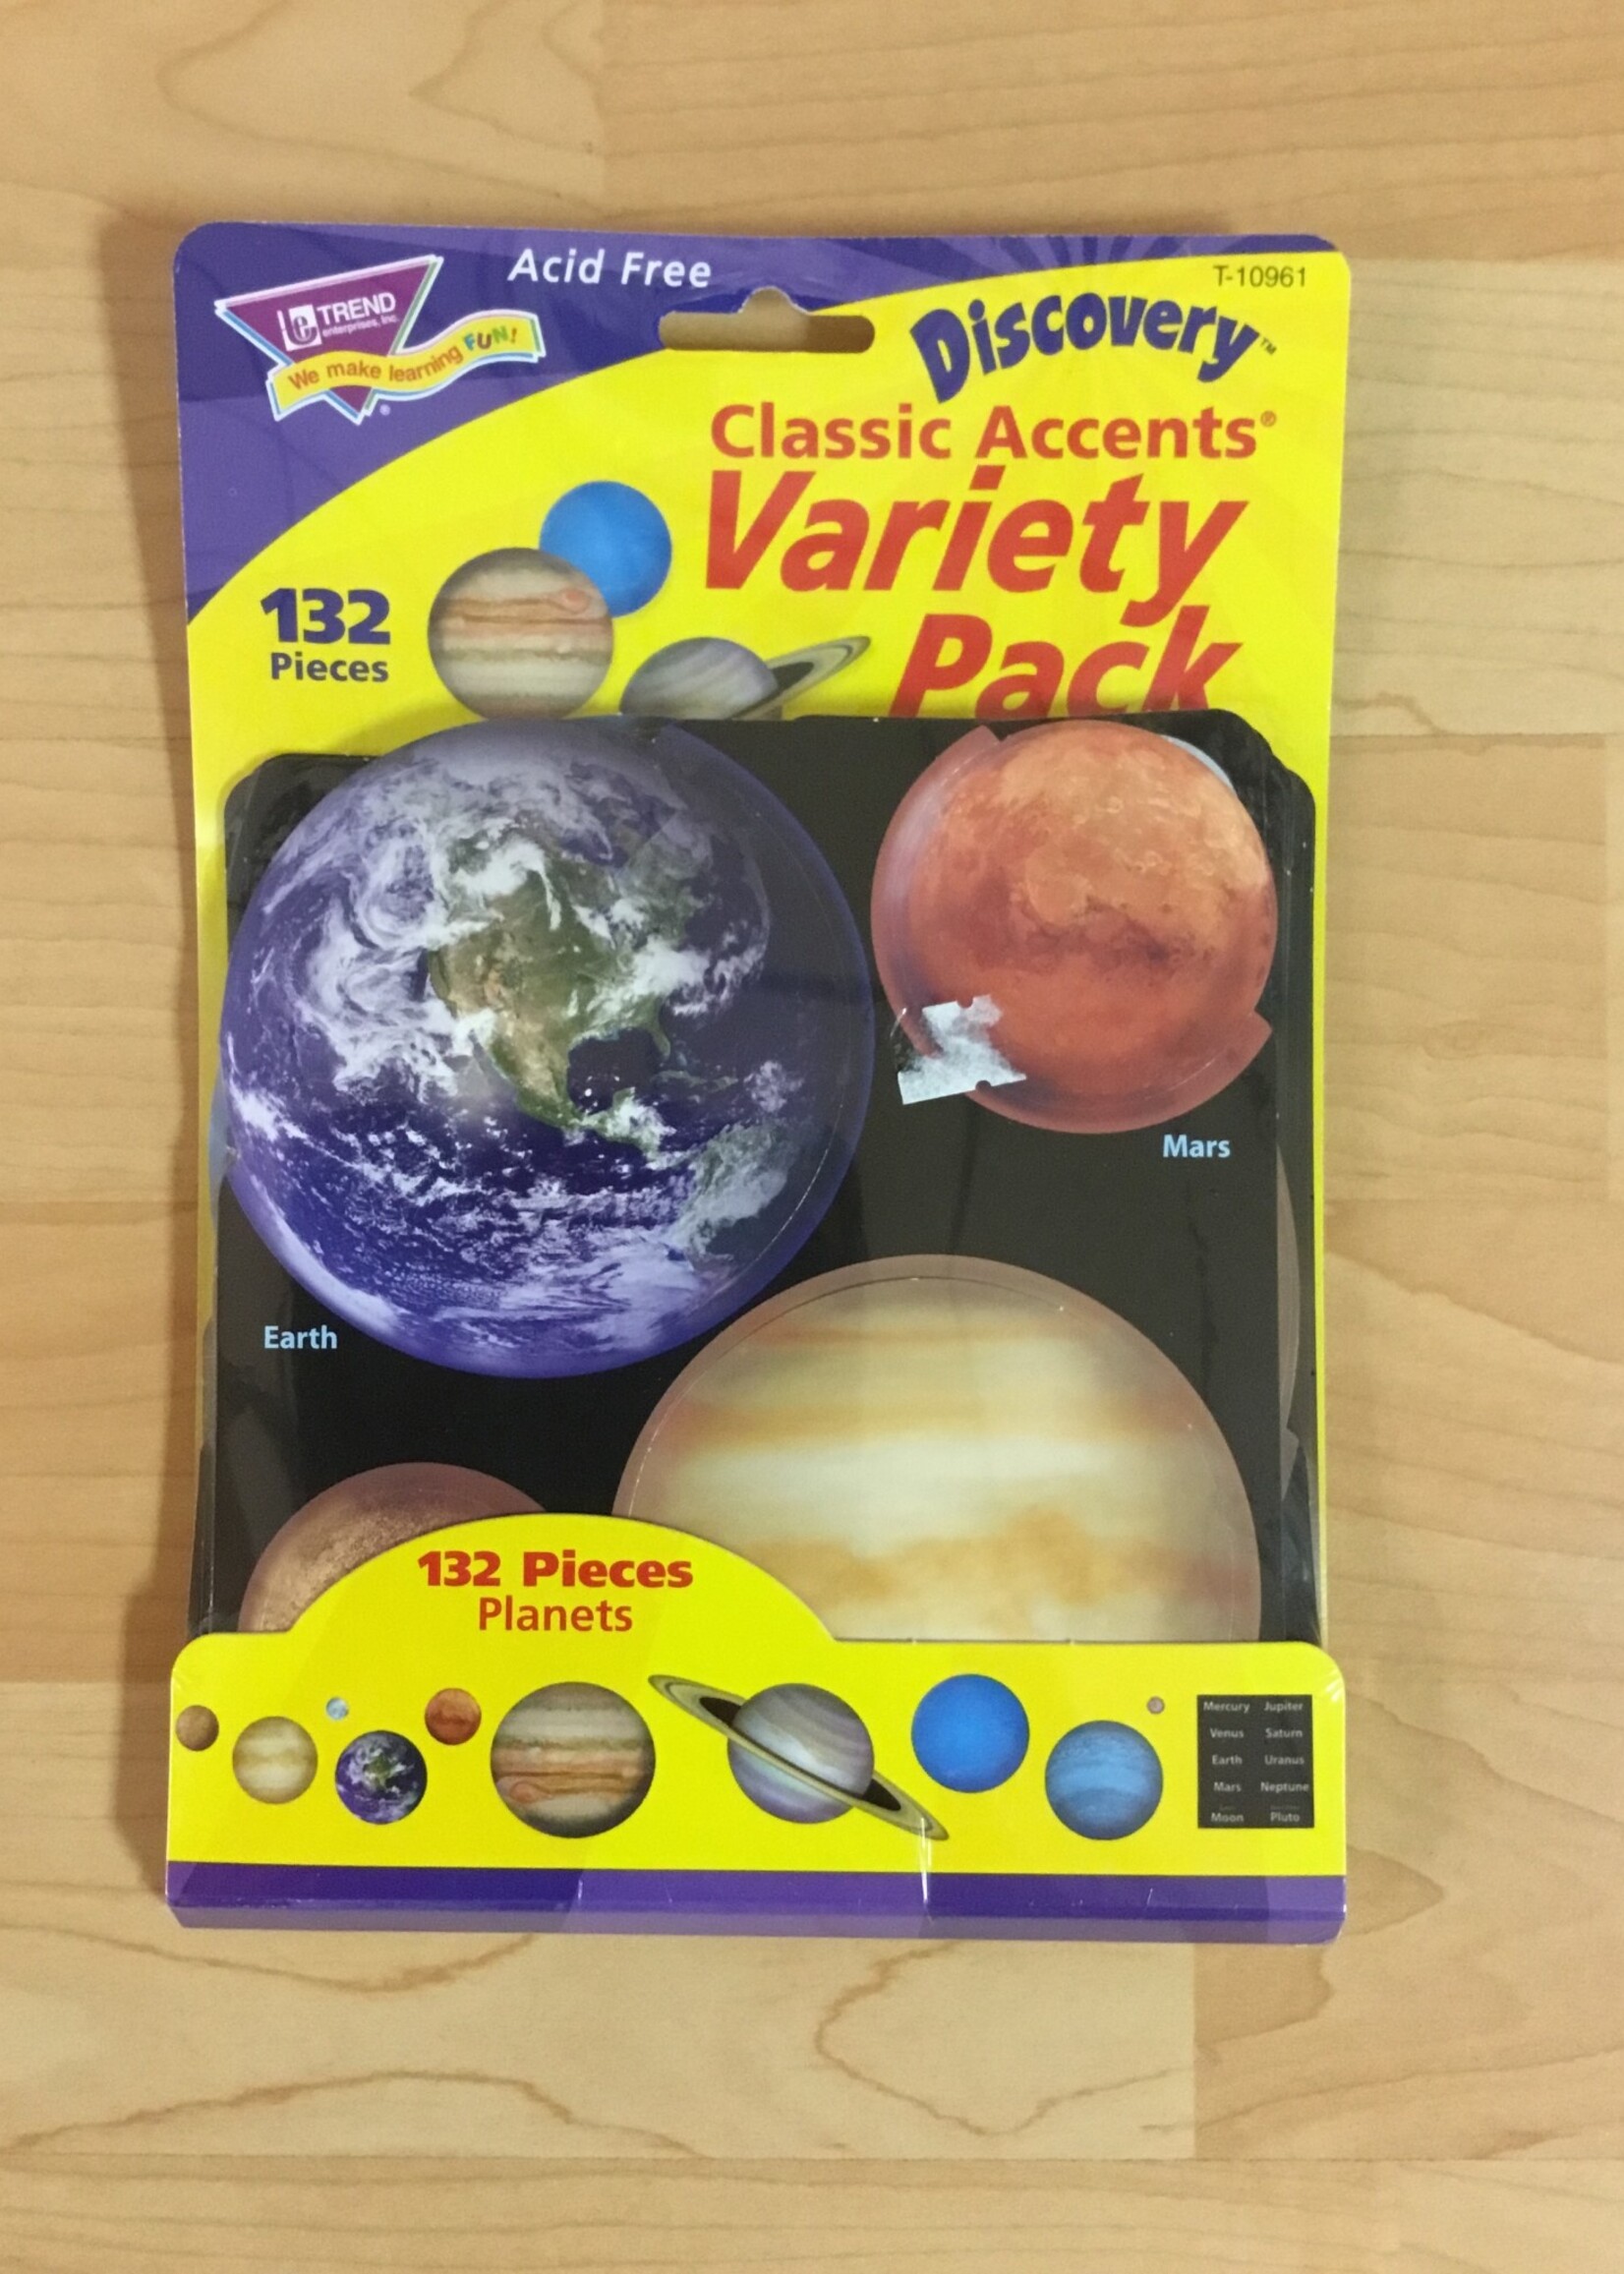 Acid Free
T-10961
TREND
enterprises, Inc.
We make learning FUN!
®
Discovery™
Classic Accents®
Variety
Pack
132
Pieces
Mars
Earth
132 Pieces
Planets
Mercury Jupiter
Venus Saturn
Earth Uranus
Mars Neptune
Moon Pluto